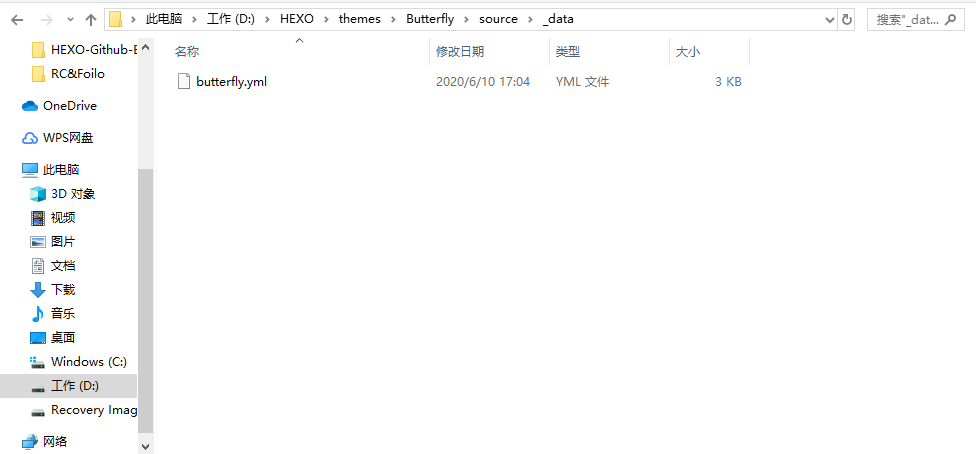 此电脑 > 工作 (D:) > HEXO > themes > Butterfly > source > _data
搜索"_dat...
名称 修改日期 类型 大小
butterfly.yml 2020/6/10 17:04 YML 文件 3 KB
HEXO-Github-E
RC&Foilo
OneDrive
WPS网盘
此电脑
3D 对象
视频
图片
文档
下载
音乐
桌面
Windows (C:)
工作 (D:)
Recovery Imag
网络